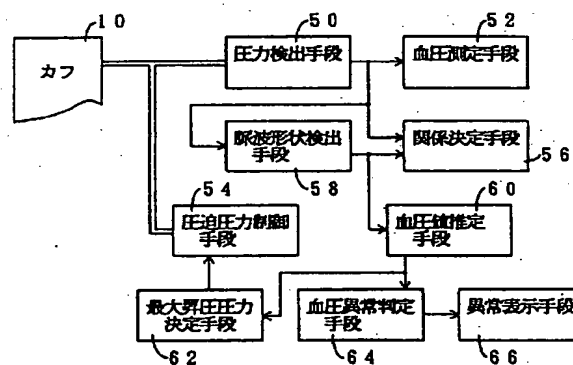 10
カフ
50
圧力検出手段
52
血圧測定手段
脈波形状検出
手段
58
関係決定手段
56
54
圧迫圧力制御
手段
60
血圧値推定
手段
最大昇圧圧力
決定手段
62
血圧異常判定
手段
64
異常表示手段
66